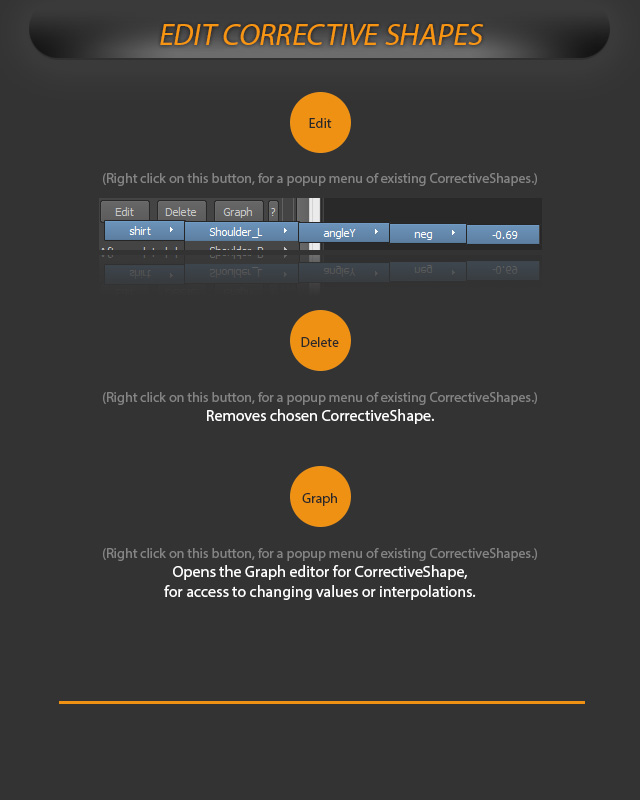 EDIT CORRECTIVE SHAPES
Edit
(Right click on this button, for a popup menu of existing CorrectiveShapes.)
Edit Delete Graph ?
shirt Shoulder_L angleY neg -0.69
Delete
(Right click on this button, for a popup menu of existing CorrectiveShapes.)
Removes chosen CorrectiveShape.
Graph
(Right click on this button, for a popup menu of existing CorrectiveShapes.)
Opens the Graph editor for CorrectiveShape,
for access to changing values or interpolations.